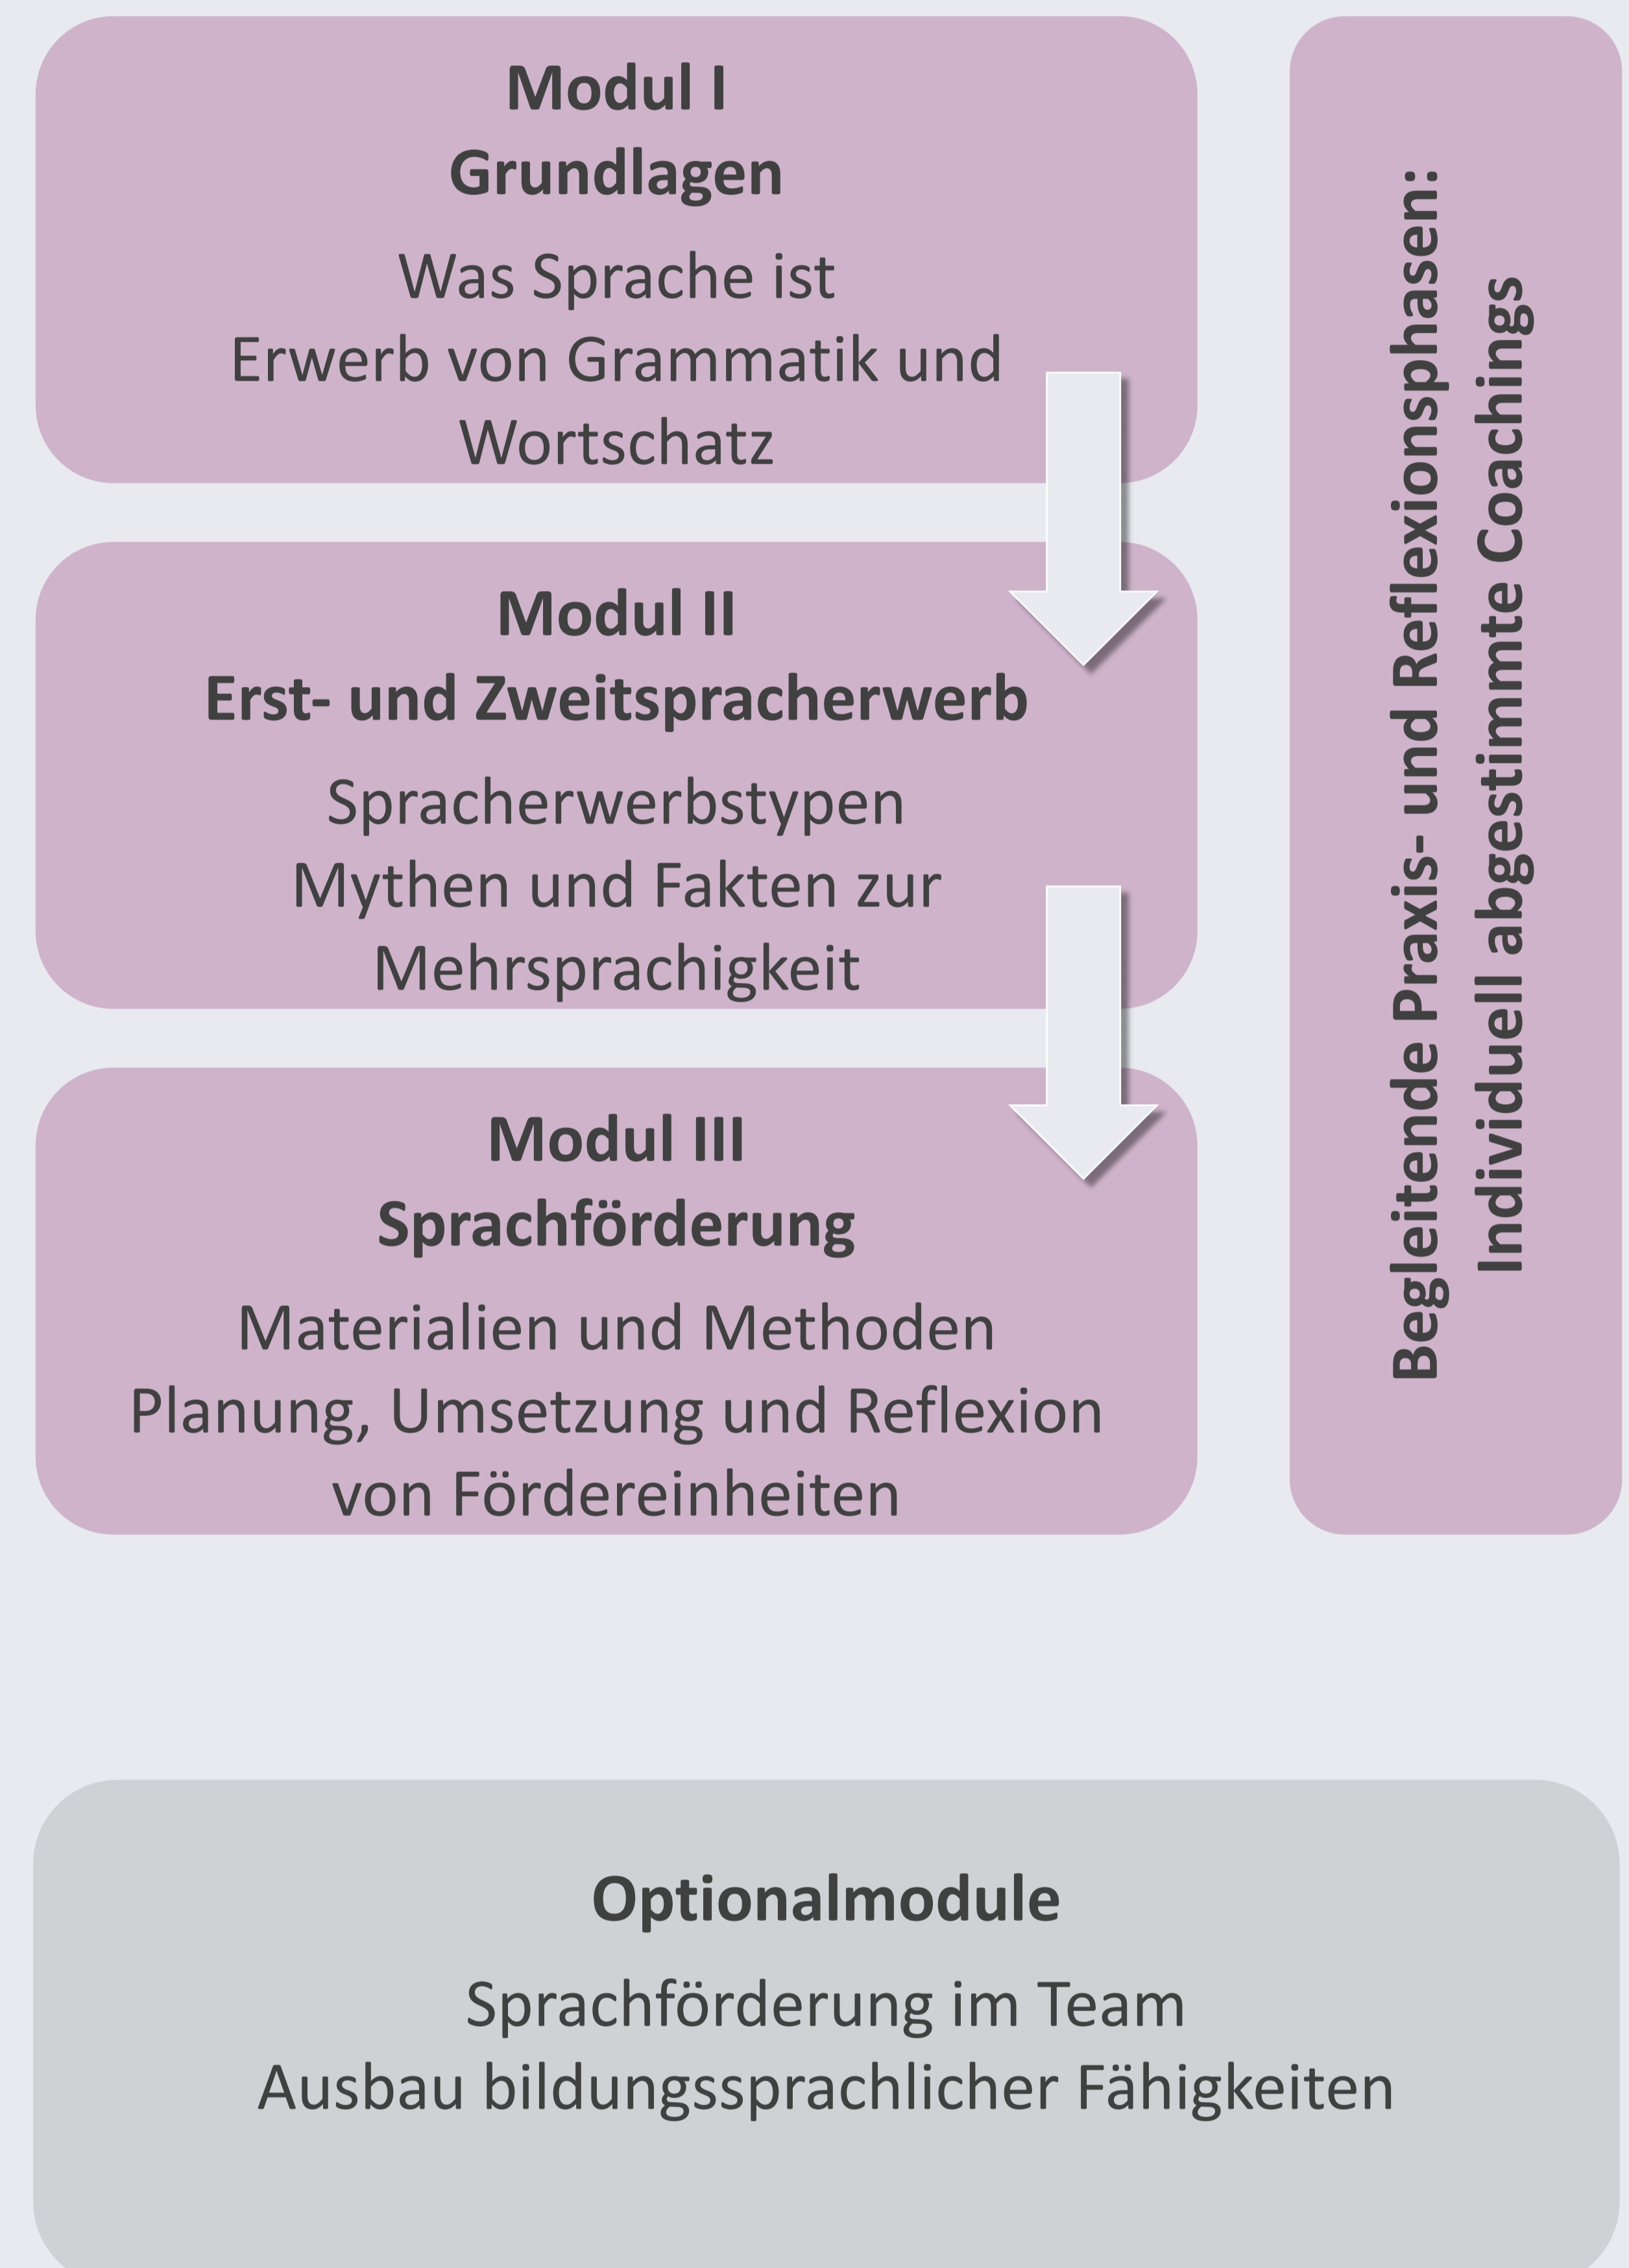 Modul I
Grundlagen
Was Sprache ist
Erwerb von Grammatik und
Wortschatz
Modul II
Erst- und Zweitspracherwerb
Spracherwerbstypen
Mythen und Fakten zur
Mehrsprachigkeit
Modul III
Sprachförderung
Materialien und Methoden
Planung, Umsetzung und Reflexion
von Fördereinheiten
Begleitende Praxis- und Reflexionsphasen:
Individuell abgestimmte Coachings
Optionalmodule
Sprachförderung im Team
Ausbau bildungssprachlicher Fähigkeiten